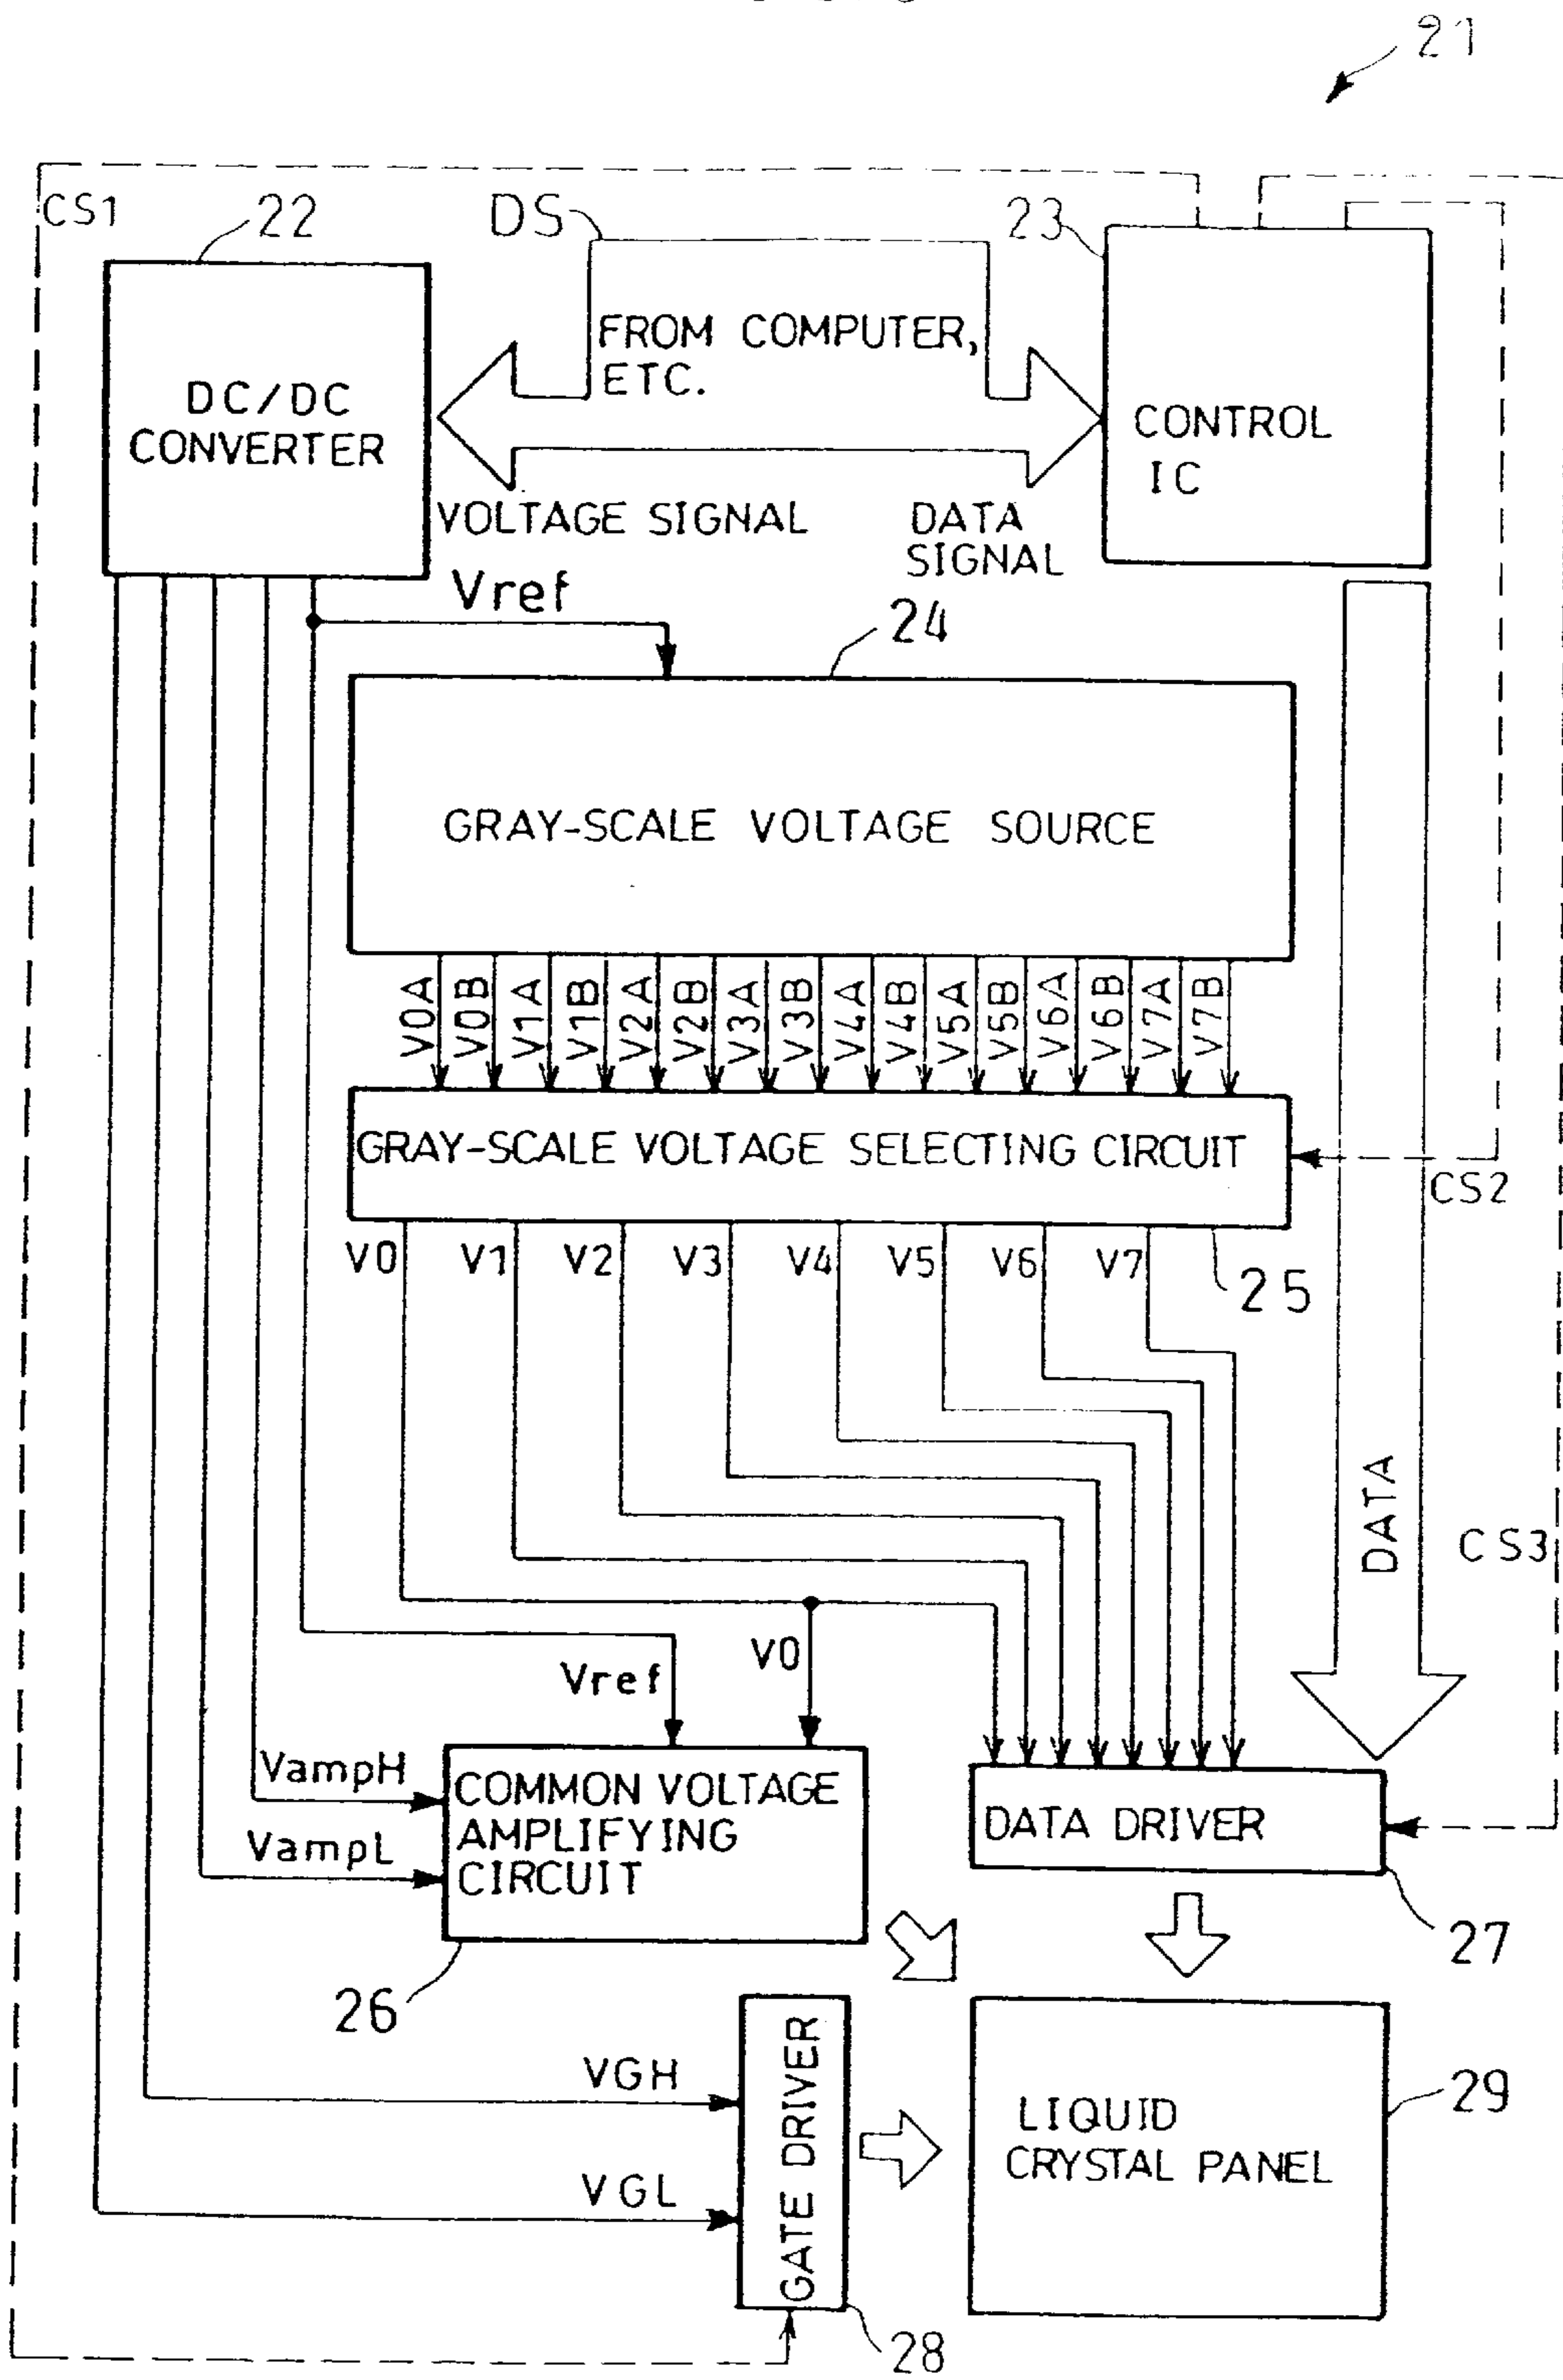 21
CS1
22
DS
23
FROM COMPUTER,
ETC.
DC/DC
CONVERTER
CONTROL
IC
VOLTAGE SIGNAL
DATA
SIGNAL
Vref
24
GRAY-SCALE VOLTAGE SOURCE
V0A
V0B
V1A
V1B
V2A
V2B
V3A
V3B
V4A
V4B
V5A
V5B
V6A
V6B
V7A
V7B
GRAY-SCALE VOLTAGE SELECTING CIRCUIT
CS2
V0
V1
V2
V3
V4
V5
V6
V7
25
DATA
CS3
Vref
V0
VampH
VampL
COMMON VOLTAGE
AMPLIFYING
CIRCUIT
DATA DRIVER
27
26
VGH
VGL
GATE DRIVER
LIQUID
CRYSTAL PANEL
29
28